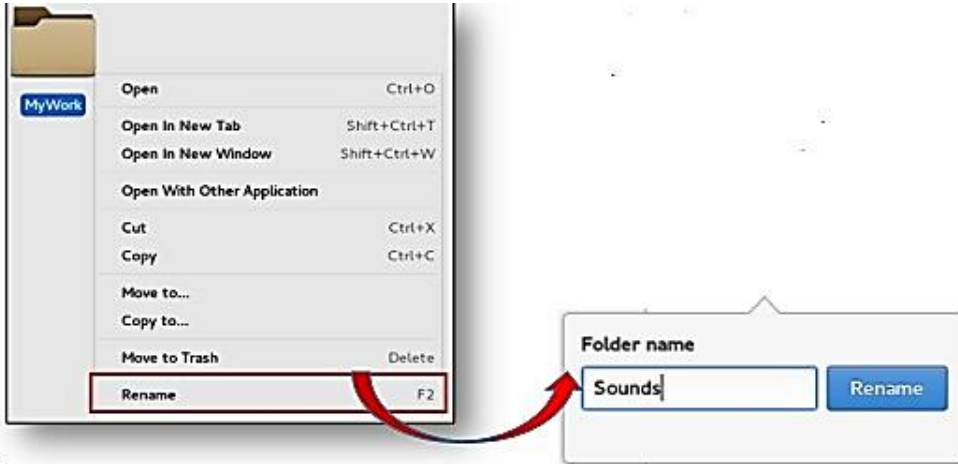 MyWork
Open Ctrl+O
Open In New Tab Shift+Ctrl+T
Open In New Window Shift+Ctrl+W
Open With Other Application
Cut Ctrl+X
Copy Ctrl+C
Move to...
Copy to...
Move to Trash Delete
Rename F2
Folder name
Sounds Rename